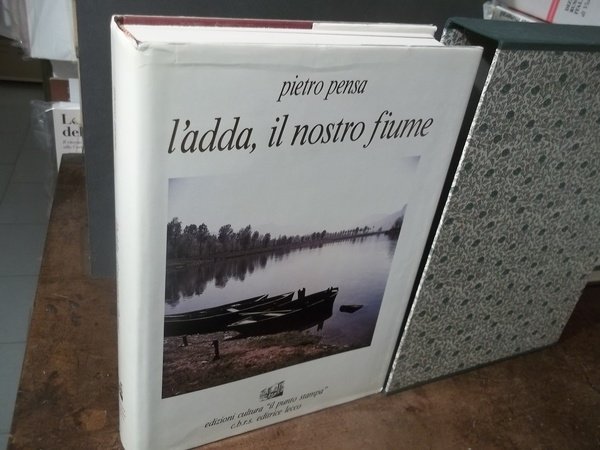 pietro pensa
l'adda, il nostro fiume
edizioni cultura "il punto stampa"
c.b.r.s. editrice lecco